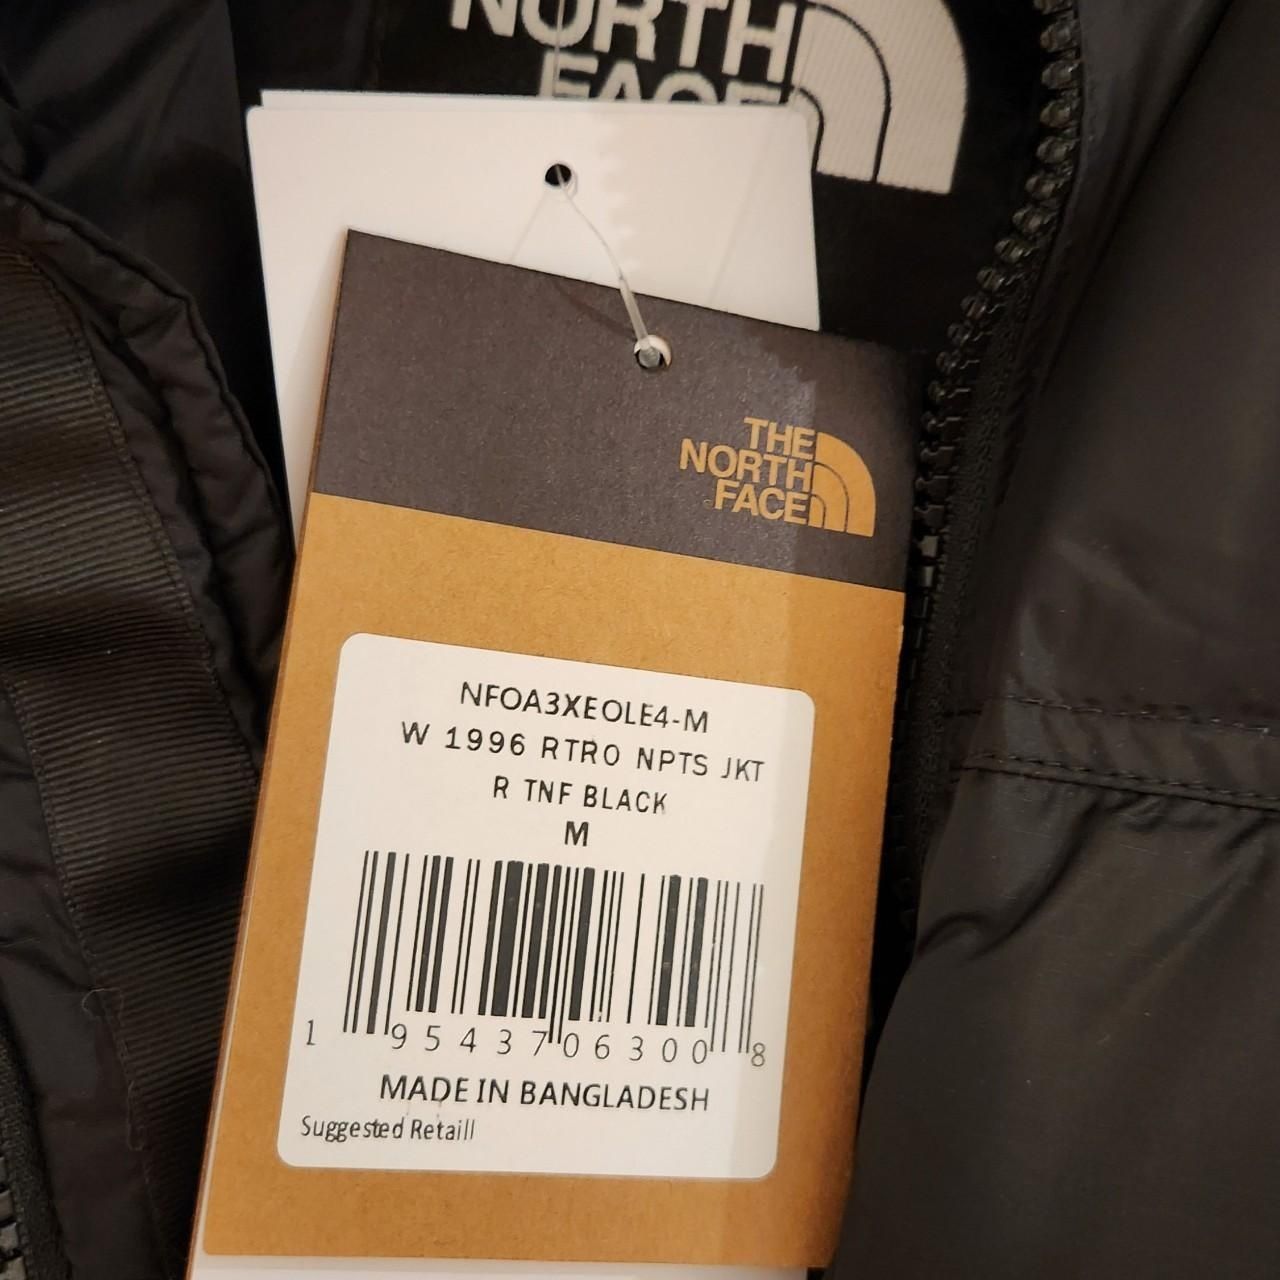 NORTH
FACE
THE
NORTH
FACE
NFOA3XEOLE4-M
W 1996 RTRO NPTS JKT
R TNF BLACK
M
1 95437 06300 8
MADE IN BANGLADESH
Suggested Retaill